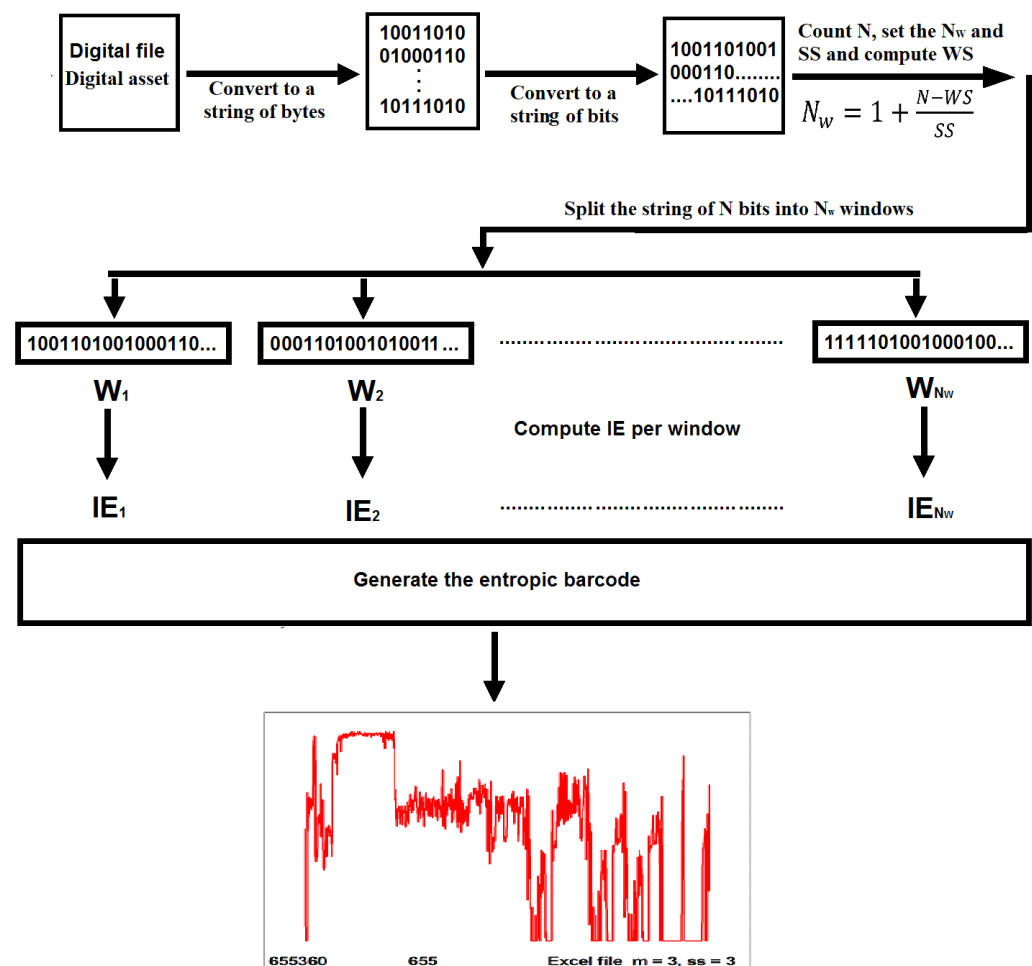 Digital file
Digital asset
Convert to a
string of bytes
10011010
01000110
⋮
10111010
Convert to a
string of bits
1001101001
000110........
....10111010
Count N, set the Nw and
SS and compute WS
N_w = 1 + (N−WS)/SS
Split the string of N bits into Nw windows
1001101001000110...
0001101001010011...
1111101001000100...
W1
W2
WNw
Compute IE per window
IE1
IE2
IENw
Generate the entropic barcode
655360 655 Excel file m = 3, ss = 3